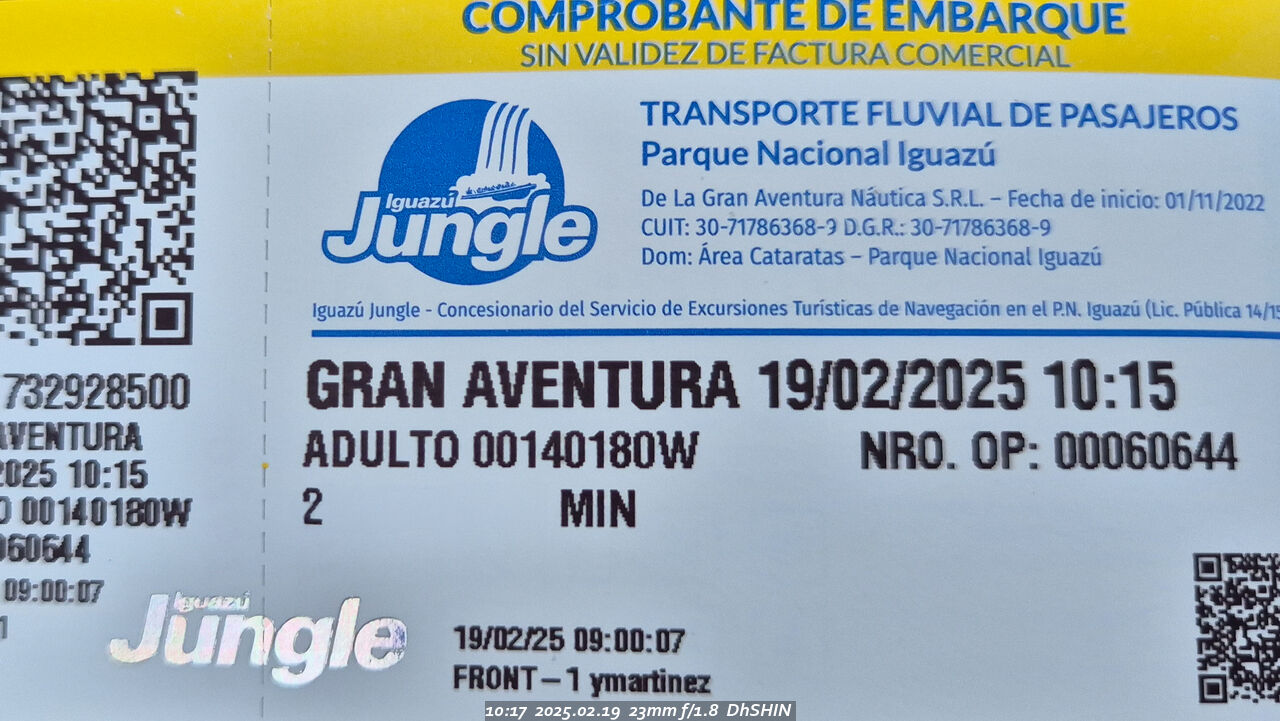 COMPROBANTE DE EMBARQUE
SIN VALIDEZ DE FACTURA COMERCIAL
Iguazú
Jungle
TRANSPORTE FLUVIAL DE PASAJEROS
Parque Nacional Iguazú
De La Gran Aventura Náutica S.R.L. – Fecha de inicio: 01/11/2022
CUIT: 30-71786368-9 D.G.R.: 30-71786368-9
Dom: Área Cataratas – Parque Nacional Iguazú
Iguazú Jungle - Concesionario del Servicio de Excursiones Turísticas de Navegación en el P.N. Iguazú (Lic. Pública 14/15
732928500
AVENTURA
2025 10:15
O 00140180W
060644
09:00:07
1
GRAN AVENTURA 19/02/2025 10:15
ADULTO 00140180W NRO. OP: 00060644
2 MIN
Iguazú
Jungle
19/02/25 09:00:07
FRONT – 1 ymartinez
10:17 2025.02.19 23mm f/1.8 DhSHIN